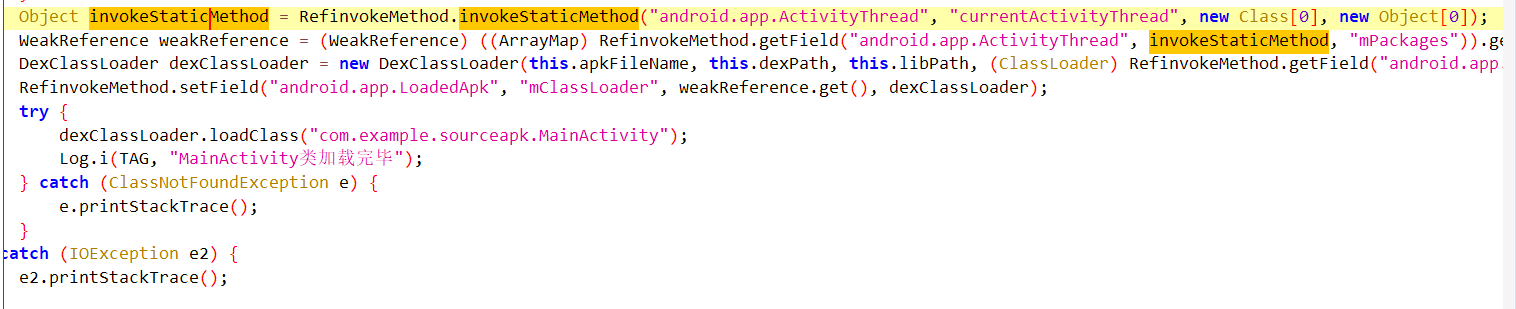 Object invokeStaticMethod = RefinvokeMethod.invokeStaticMethod("android.app.ActivityThread", "currentActivityThread", new Class[0], new Object[0]);
WeakReference weakReference = (WeakReference) ((ArrayMap) RefinvokeMethod.getField("android.app.ActivityThread", invokeStaticMethod, "mPackages")).ge
DexClassLoader dexClassLoader = new DexClassLoader(this.apkFileName, this.dexPath, this.libPath, (ClassLoader) RefinvokeMethod.getField("android.app.
RefinvokeMethod.setField("android.app.LoadedApk", "mClassLoader", weakReference.get(), dexClassLoader);
try {
dexClassLoader.loadClass("com.example.sourceapk.MainActivity");
Log.i(TAG, "MainActivity类加载完毕");
} catch (ClassNotFoundException e) {
e.printStackTrace();
}
catch (IOException e2) {
e2.printStackTrace();